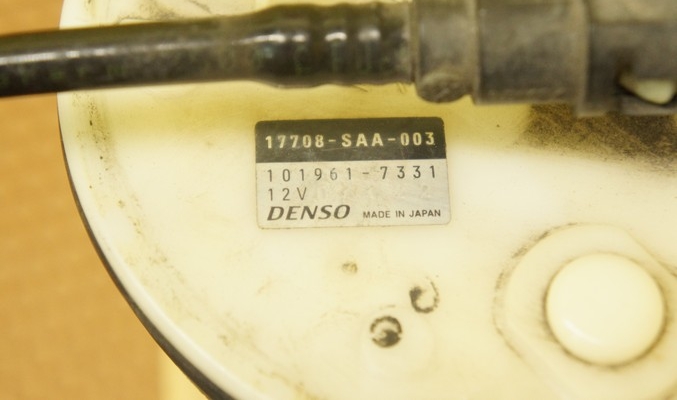 17708-SAA-003
101961-7331
12V
DENSO MADE IN JAPAN